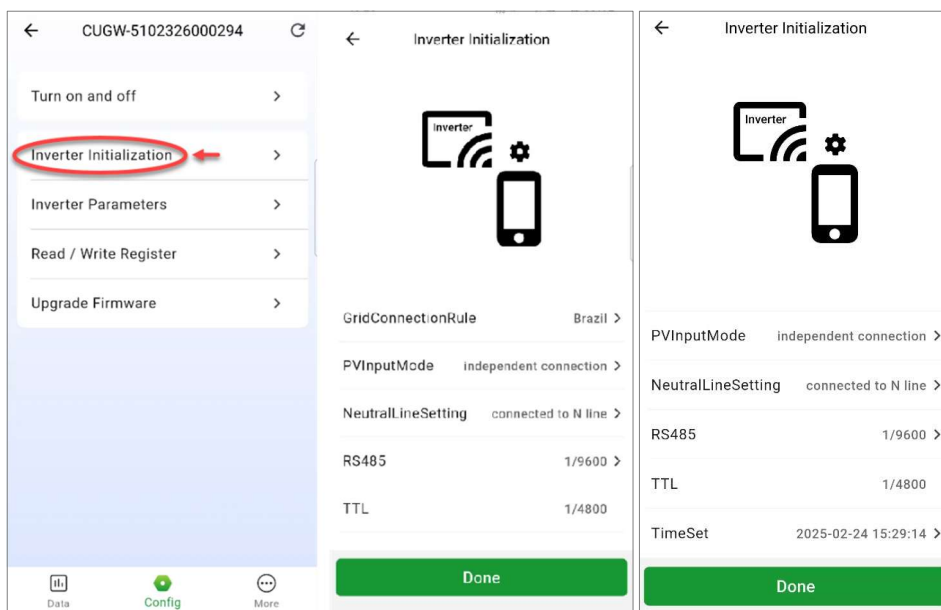 CUGW-5102326000294
Turn on and off
Inverter Initialization
Inverter Parameters
Read / Write Register
Upgrade Firmware
Data
Config
More
Inverter Initialization
Inverter
GridConnectionRule Brazil
PVInputMode independent connection
NeutralLineSetting connected to N line
RS485 1/9600
TTL 1/4800
Done
Inverter Initialization
Inverter
PVInputMode independent connection
NeutralLineSetting connected to N line
RS485 1/9600
TTL 1/4800
TimeSet 2025-02-24 15:29:14
Done